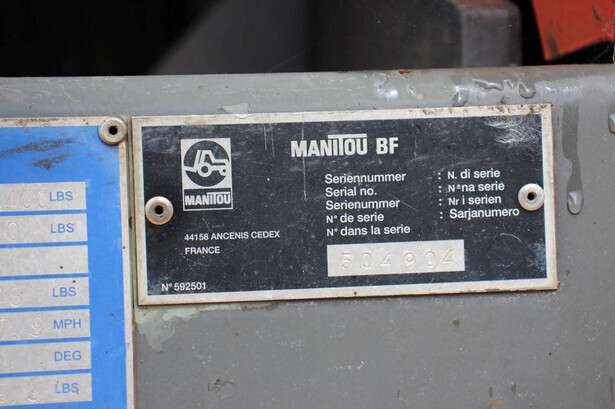 LBS
LBS
LBS
MPH
DEG
LBS
MANITOU
MANITOU BF
Seriennummer : N. di serie
Serial no. : Nªna serie
Serienummer : Nr i serien
N° de serie : Sarjanumero
N° dans la serie
44158 ANCENIS CEDEX
FRANCE
504904
N° 592501